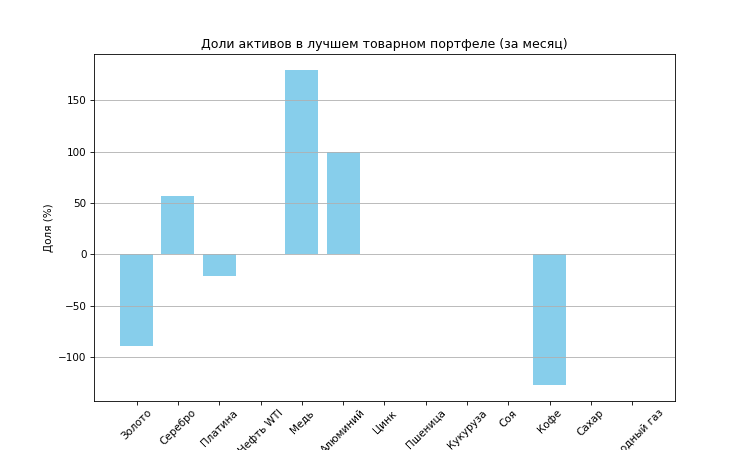 Доли активов в лучшем товарном портфеле (за месяц)
Доля (%)
150
100
50
0
−50
−100
Золото
Серебро
Платина
Нефть WTI
Медь
Алюминий
Цинк
Пшеница
Кукуруза
Соя
Кофе
Сахар
газ